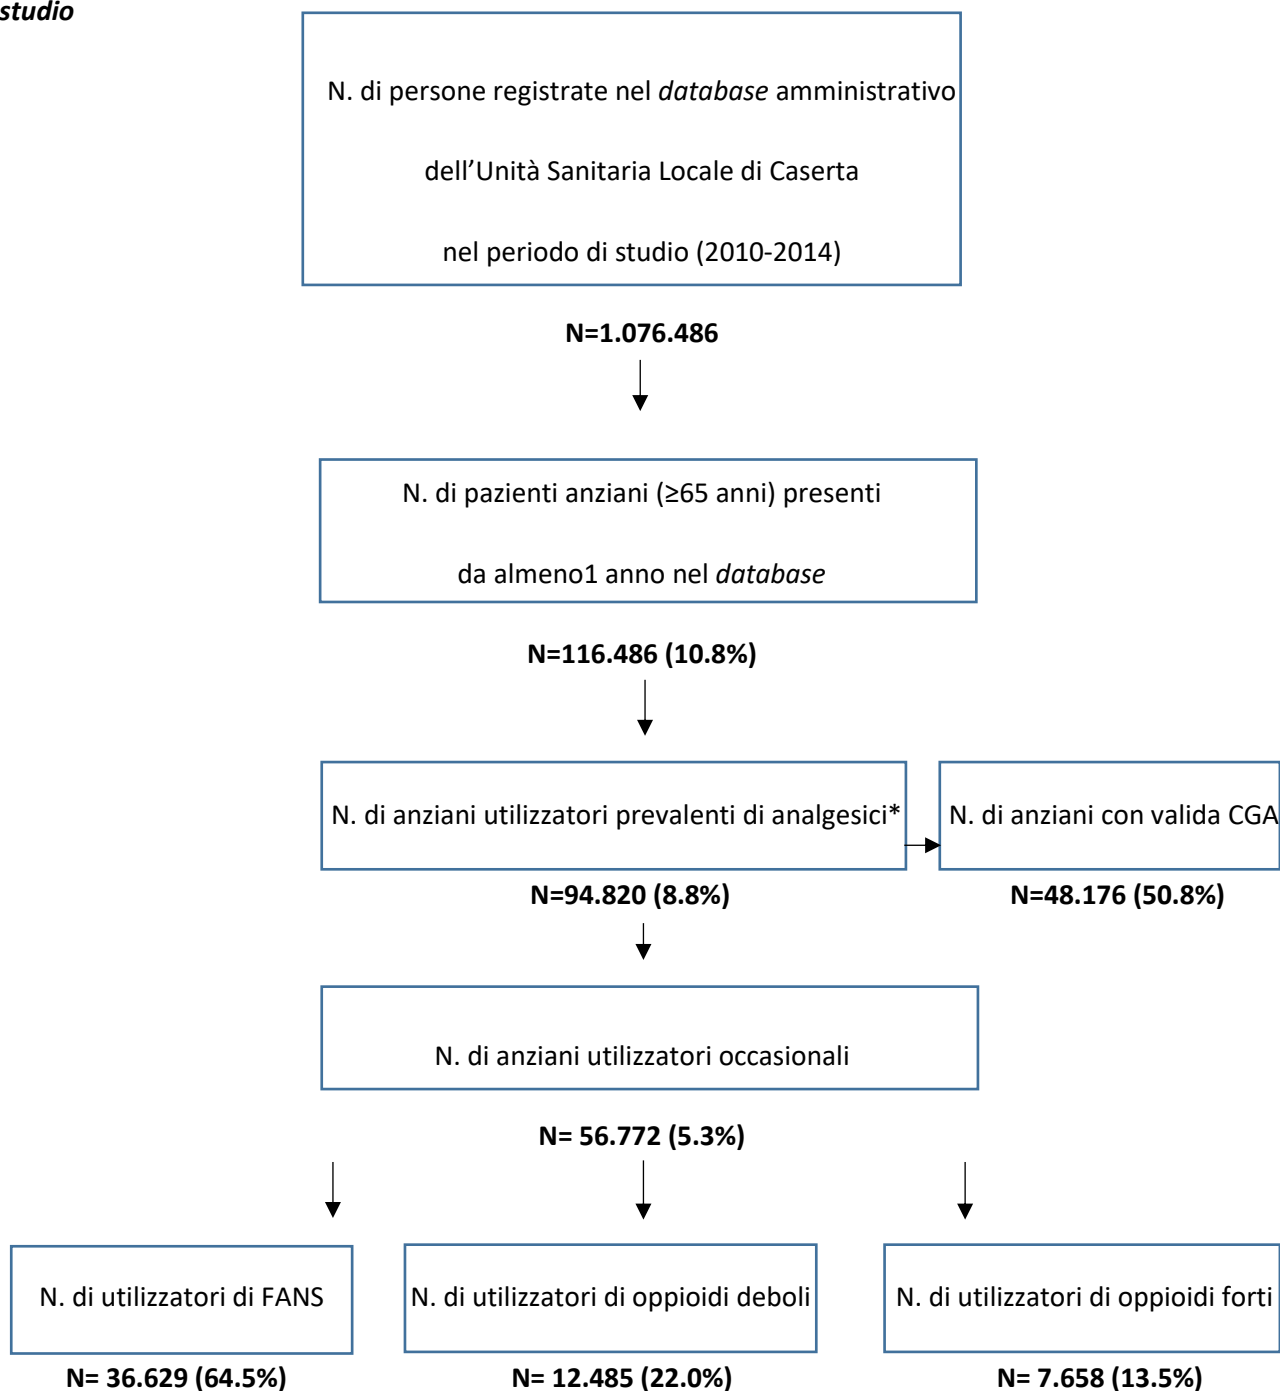 studio
N. di persone registrate nel database amministrativo
dell’Unità Sanitaria Locale di Caserta
nel periodo di studio (2010-2014)
N=1.076.486
N. di pazienti anziani (≥65 anni) presenti
da almeno1 anno nel database
N=116.486 (10.8%)
N. di anziani utilizzatori prevalenti di analgesici*
N. di anziani con valida CGA
N=94.820 (8.8%)
N=48.176 (50.8%)
N. di anziani utilizzatori occasionali
N= 56.772 (5.3%)
N. di utilizzatori di FANS
N. di utilizzatori di oppioidi deboli
N. di utilizzatori di oppioidi forti
N= 36.629 (64.5%)
N= 12.485 (22.0%)
N= 7.658 (13.5%)